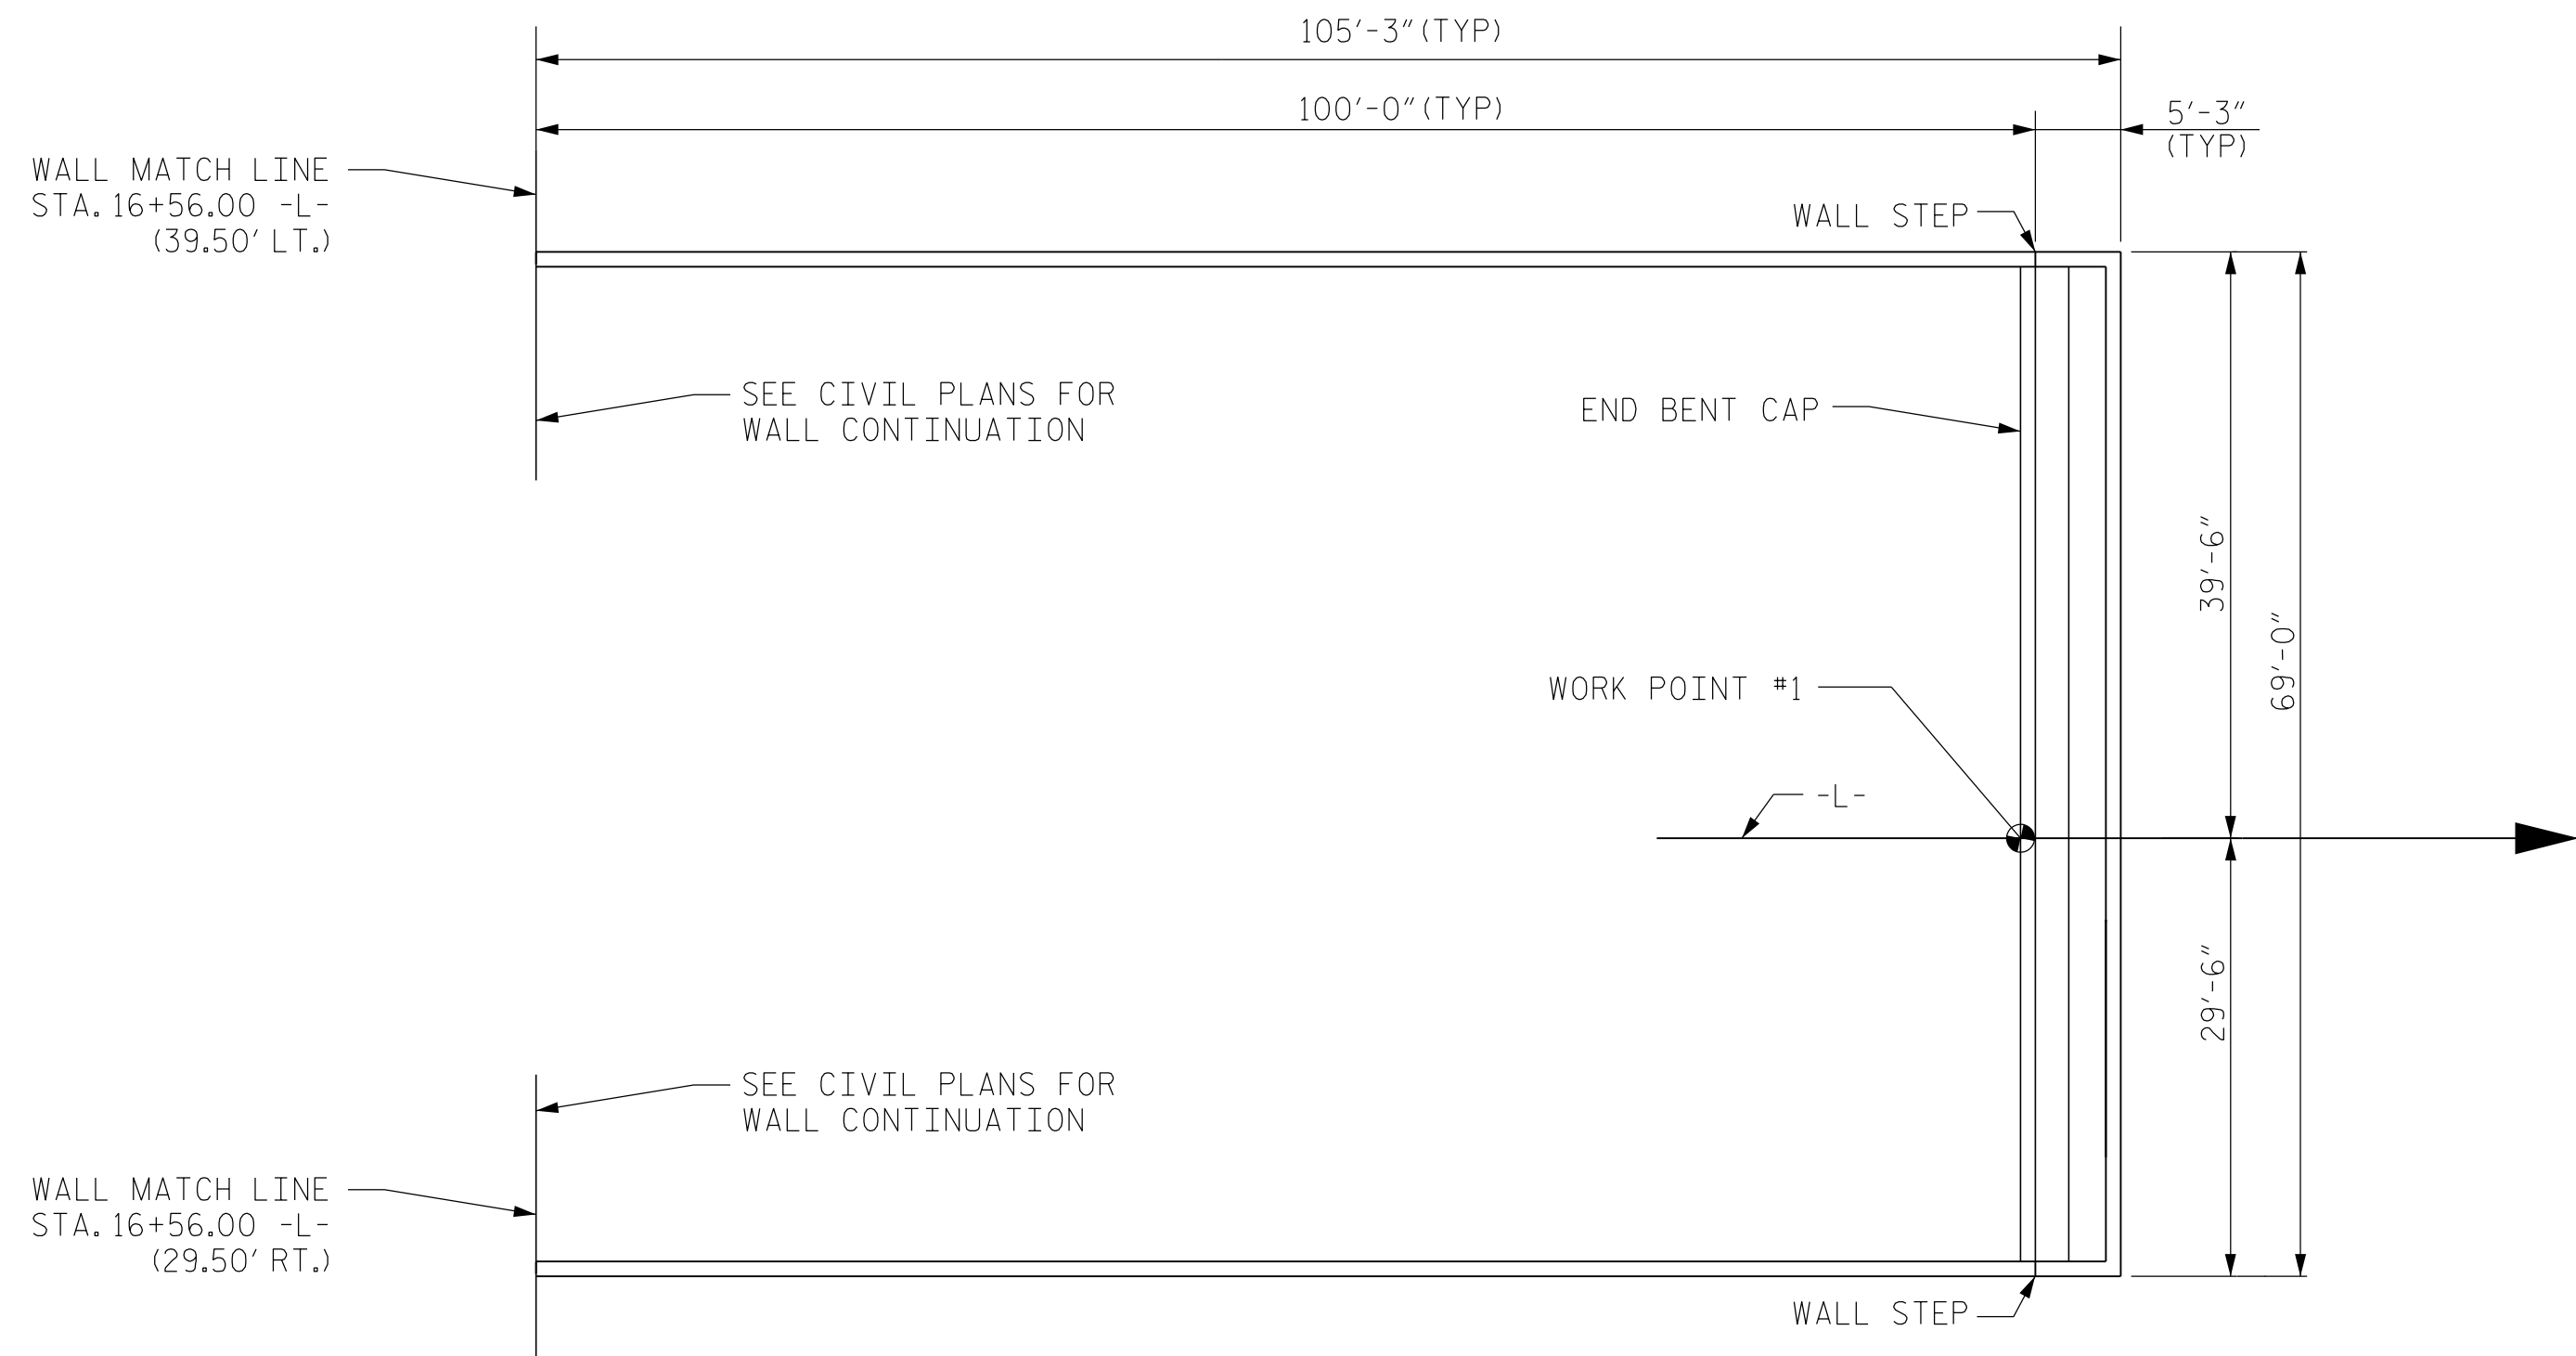 105'-3"(TYP)
100'-0"(TYP)
5'-3"
(TYP)
WALL MATCH LINE
STA.16+56.00 -L-
(39.50' LT.)
WALL STEP
SEE CIVIL PLANS FOR
WALL CONTINUATION
END BENT CAP
39'-6"
69'-0"
WORK POINT #1
-L-
29'-6"
SEE CIVIL PLANS FOR
WALL CONTINUATION
WALL MATCH LINE
STA.16+56.00 -L-
(29.50' RT.)
WALL STEP